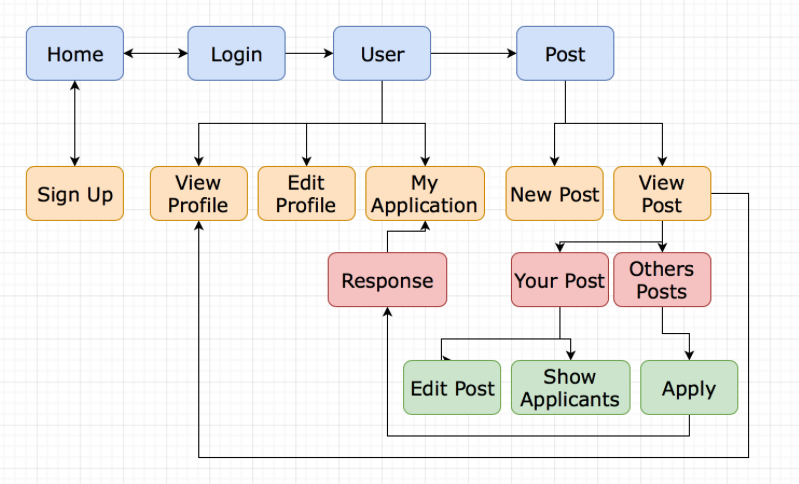 Home
Login
User
Post
Sign Up
View
Profile
Edit
Profile
My
Application
New Post
View
Post
Response
Your Post
Others
Posts
Edit Post
Show
Applicants
Apply